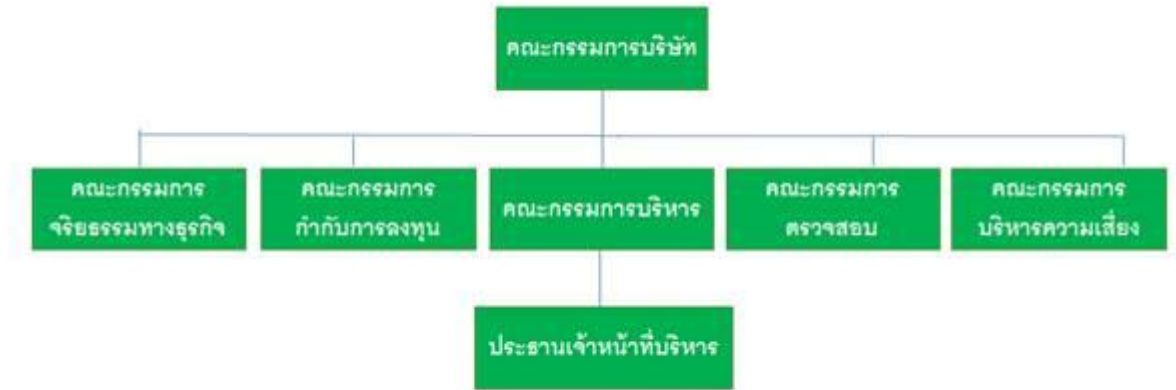 คณะกรรมการบริษัท
คณะกรรมการ
จริยธรรมทางธุรกิจ
คณะกรรมการ
กำกับการลงทุน
คณะกรรมการบริหาร
คณะกรรมการ
ตรวจสอบ
คณะกรรมการ
บริหารความเสี่ยง
ประธานเจ้าหน้าที่บริหาร